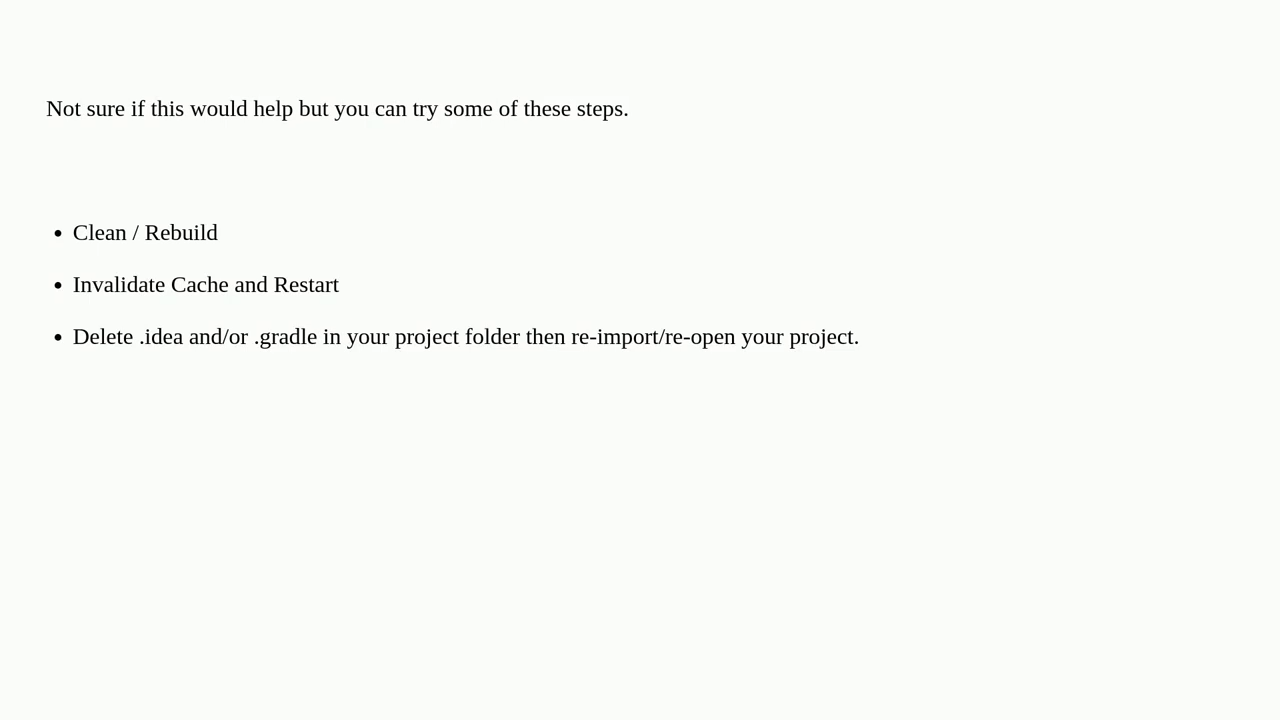 Not sure if this would help but you can try some of these steps.
• Clean / Rebuild
• Invalidate Cache and Restart
• Delete .idea and/or .gradle in your project folder then re-import/re-open your project.